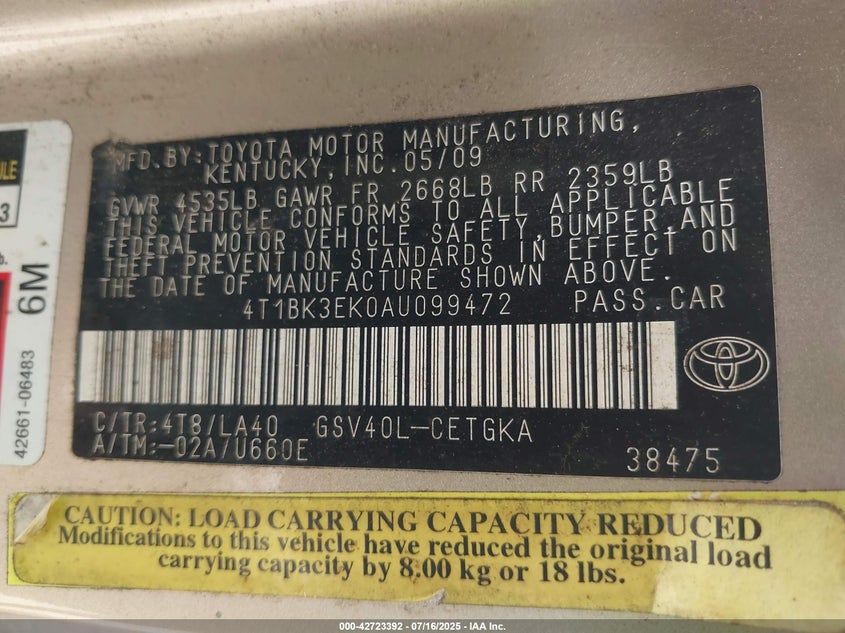 MFD. BY: TOYOTA MOTOR MANUFACTURING,
KENTUCKY, INC. 05/09
GVWR 4535LB GAWR FR 2668LB RR 2359LB
THIS VEHICLE CONFORMS TO ALL APPLICABLE
FEDERAL MOTOR VEHICLE SAFETY, BUMPER, AND
THEFT PREVENTION STANDARDS IN EFFECT ON
THE DATE OF MANUFACTURE SHOWN ABOVE.
4T1BK3EK0AU099472 PASS.CAR
C/TR:4T8/LA40 GSV40L-CETGKA
A/TM:-02A/U660E
38475
6M
42661-06483
CAUTION: LOAD CARRYING CAPACITY REDUCED
Modifications to this vehicle have reduced the original load
carrying capacity by 8.00 kg or 18 lbs.
000-42723392 - 07/16/2025 - IAA Inc.